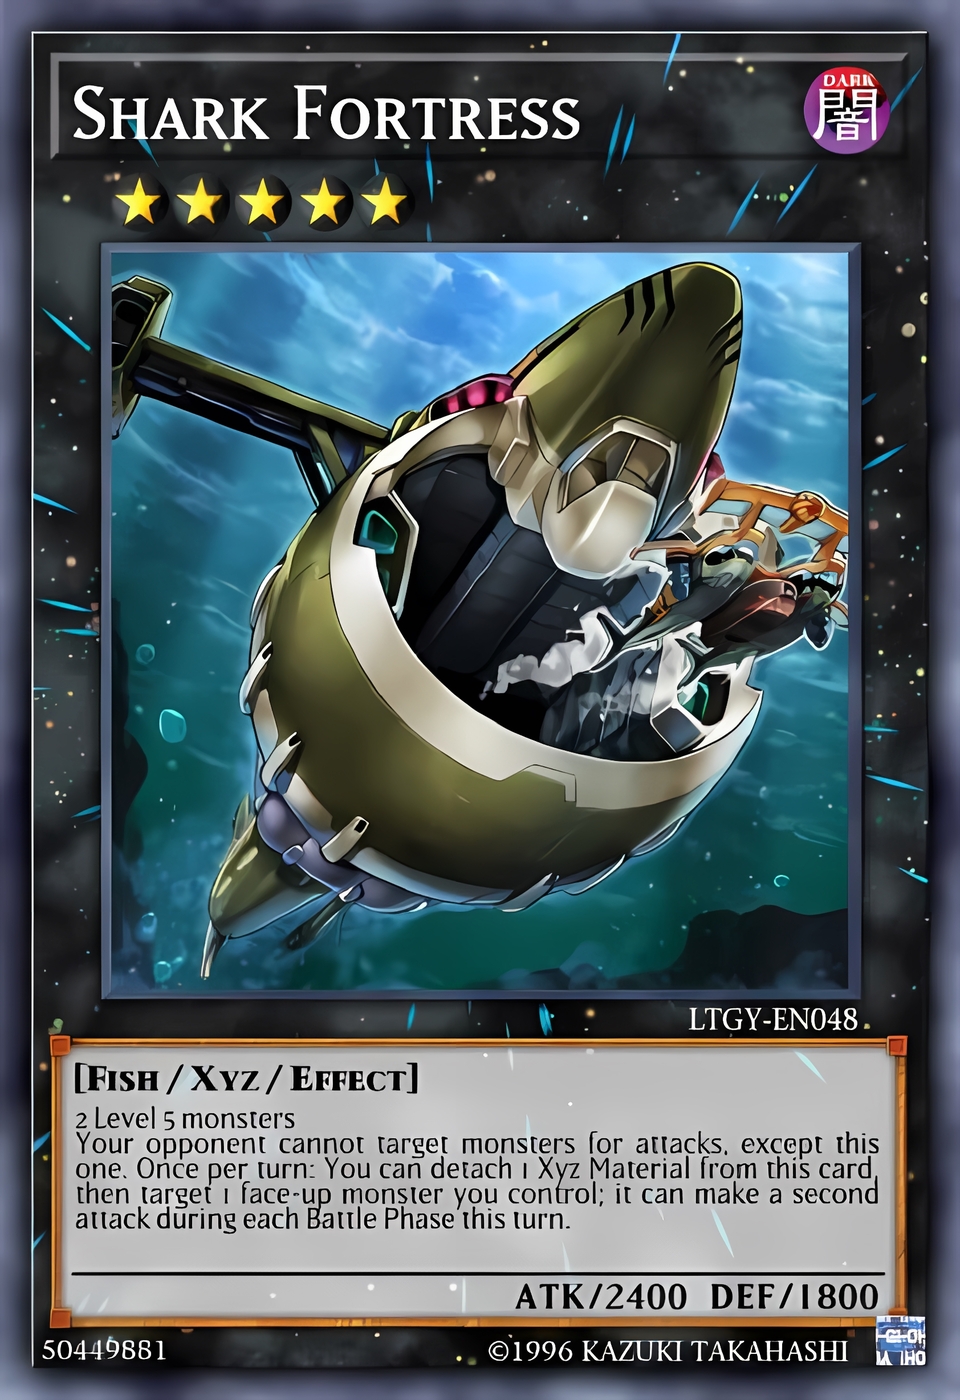 SHARK FORTRESS
DARK
闇
LTGY-EN048
[FISH / XYZ / EFFECT]
2 Level 5 monsters
Your opponent cannot target monsters for attacks, except this
one. Once per turn: You can detach 1 Xyz Material from this card,
then target 1 face-up monster you control; it can make a second
attack during each Battle Phase this turn.
ATK/2400 DEF/1800
50449881
©1996 KAZUKI TAKAHASHI